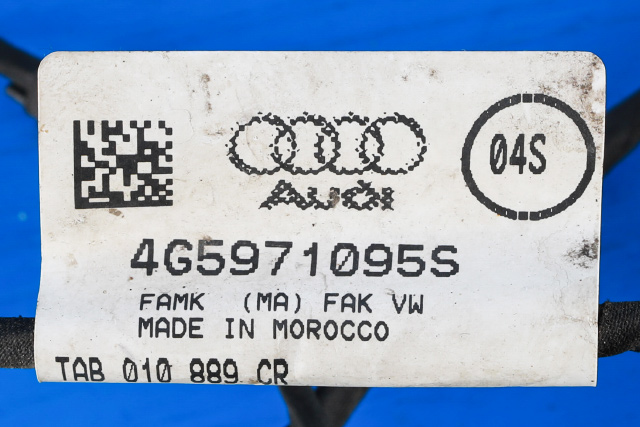 04S
AUDI
4G5971095S
FAMK (MA) FAK VW
MADE IN MOROCCO
TAB 010 889 CR